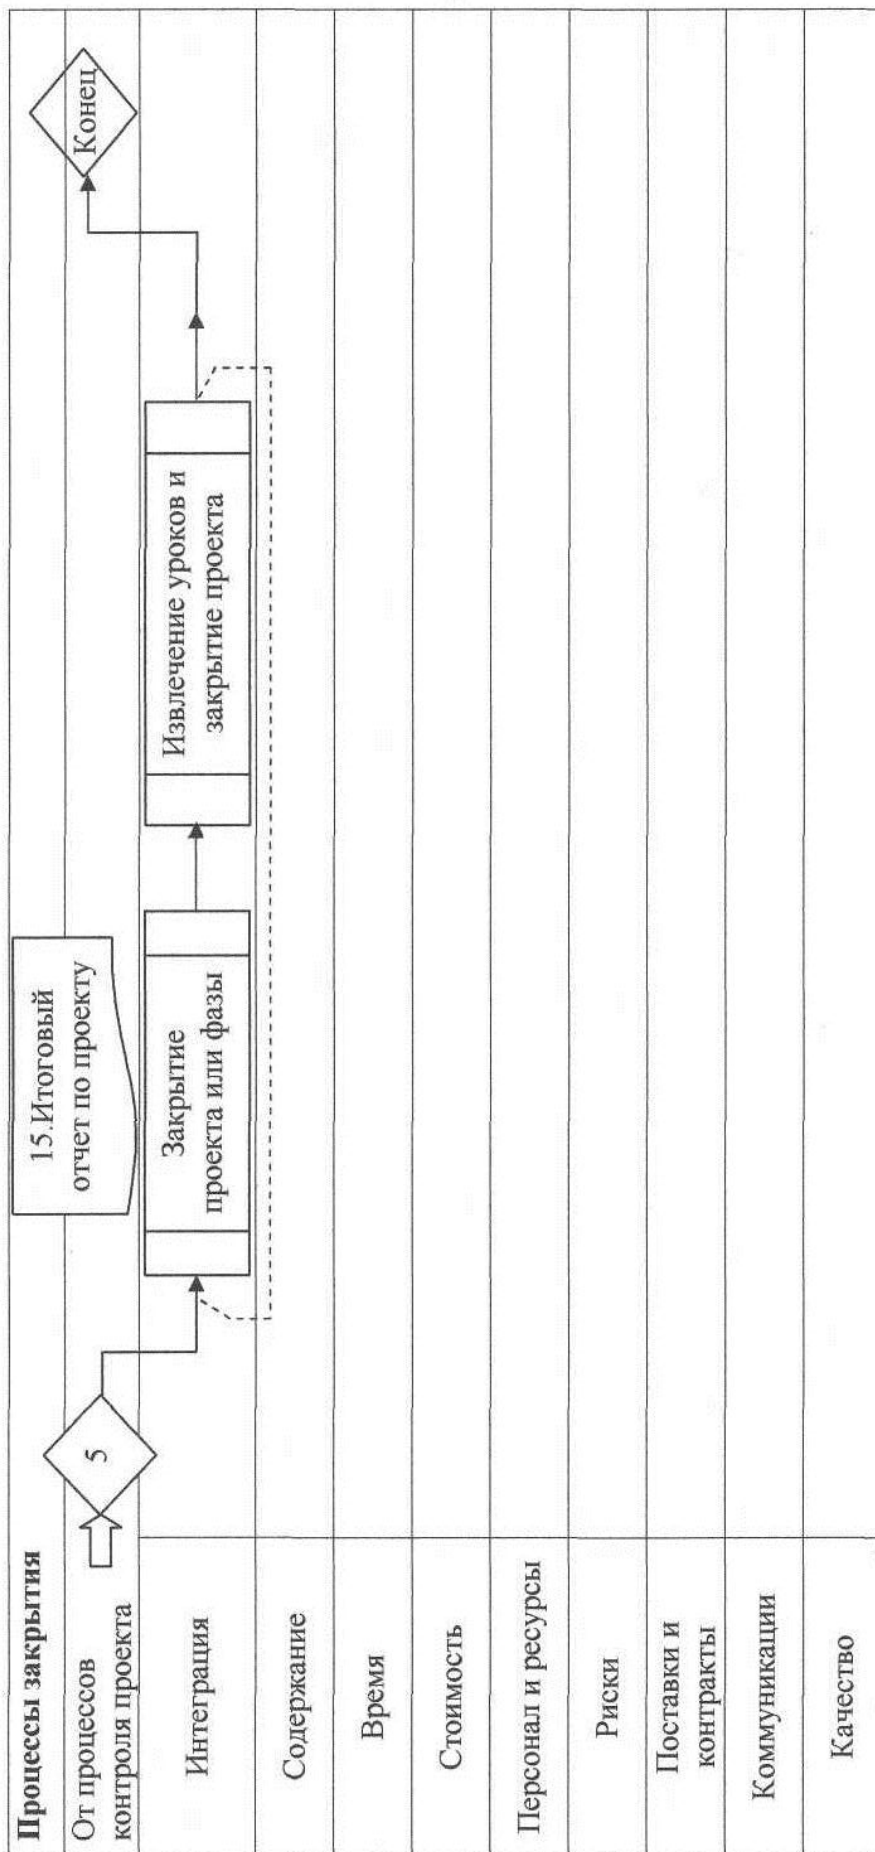 Процессы закрытия
От процессов
контроля проекта
5
15.Итоговый
отчет по проекту
Конец
Интеграция
Закрытие
проекта или фазы
Извлечение уроков и
закрытие проекта
Содержание
Время
Стоимость
Персонал и ресурсы
Риски
Поставки и
контракты
Коммуникации
Качество